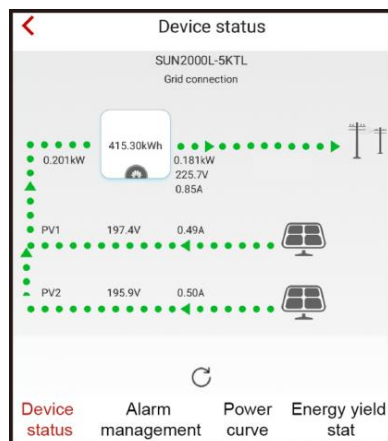 Device status
SUN2000L-5KTL
Grid connection
415.30kWh
0.201kW
0.181kW
225.7V
0.85A
PV1 197.4V 0.49A
PV2 195.9V 0.50A
Device status
Alarm management
Power curve
Energy yield stat